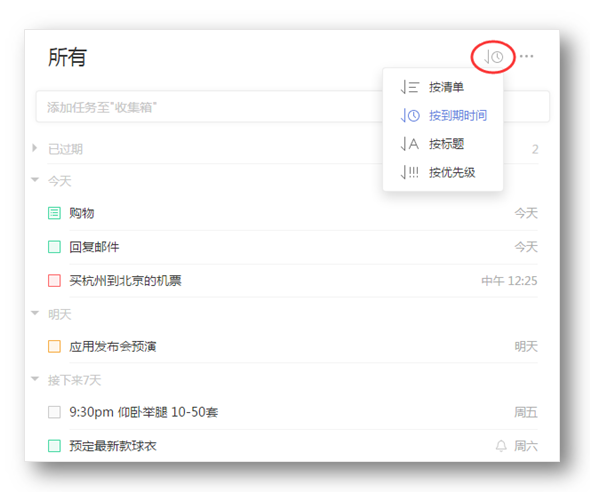 所有
按清单
按到期时间
按标题
按优先级
添加任务至"收集箱"
已过期 2
今天
购物 今天
回复邮件 今天
买杭州到北京的机票 中午 12:25
明天
应用发布会预演 明天
接下来7天
9:30pm 仰卧举腿 10-50套 周五
预定最新款球衣 周六